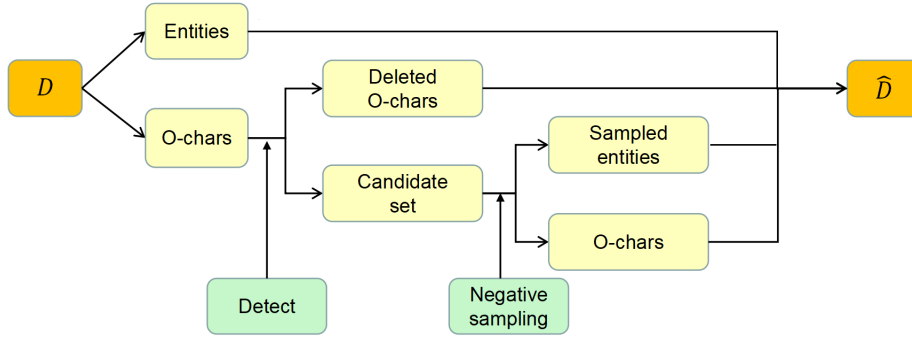 Entities
D
Deleted
O-chars
D̂
O-chars
Sampled
entities
Candidate
set
O-chars
Detect
Negative
sampling